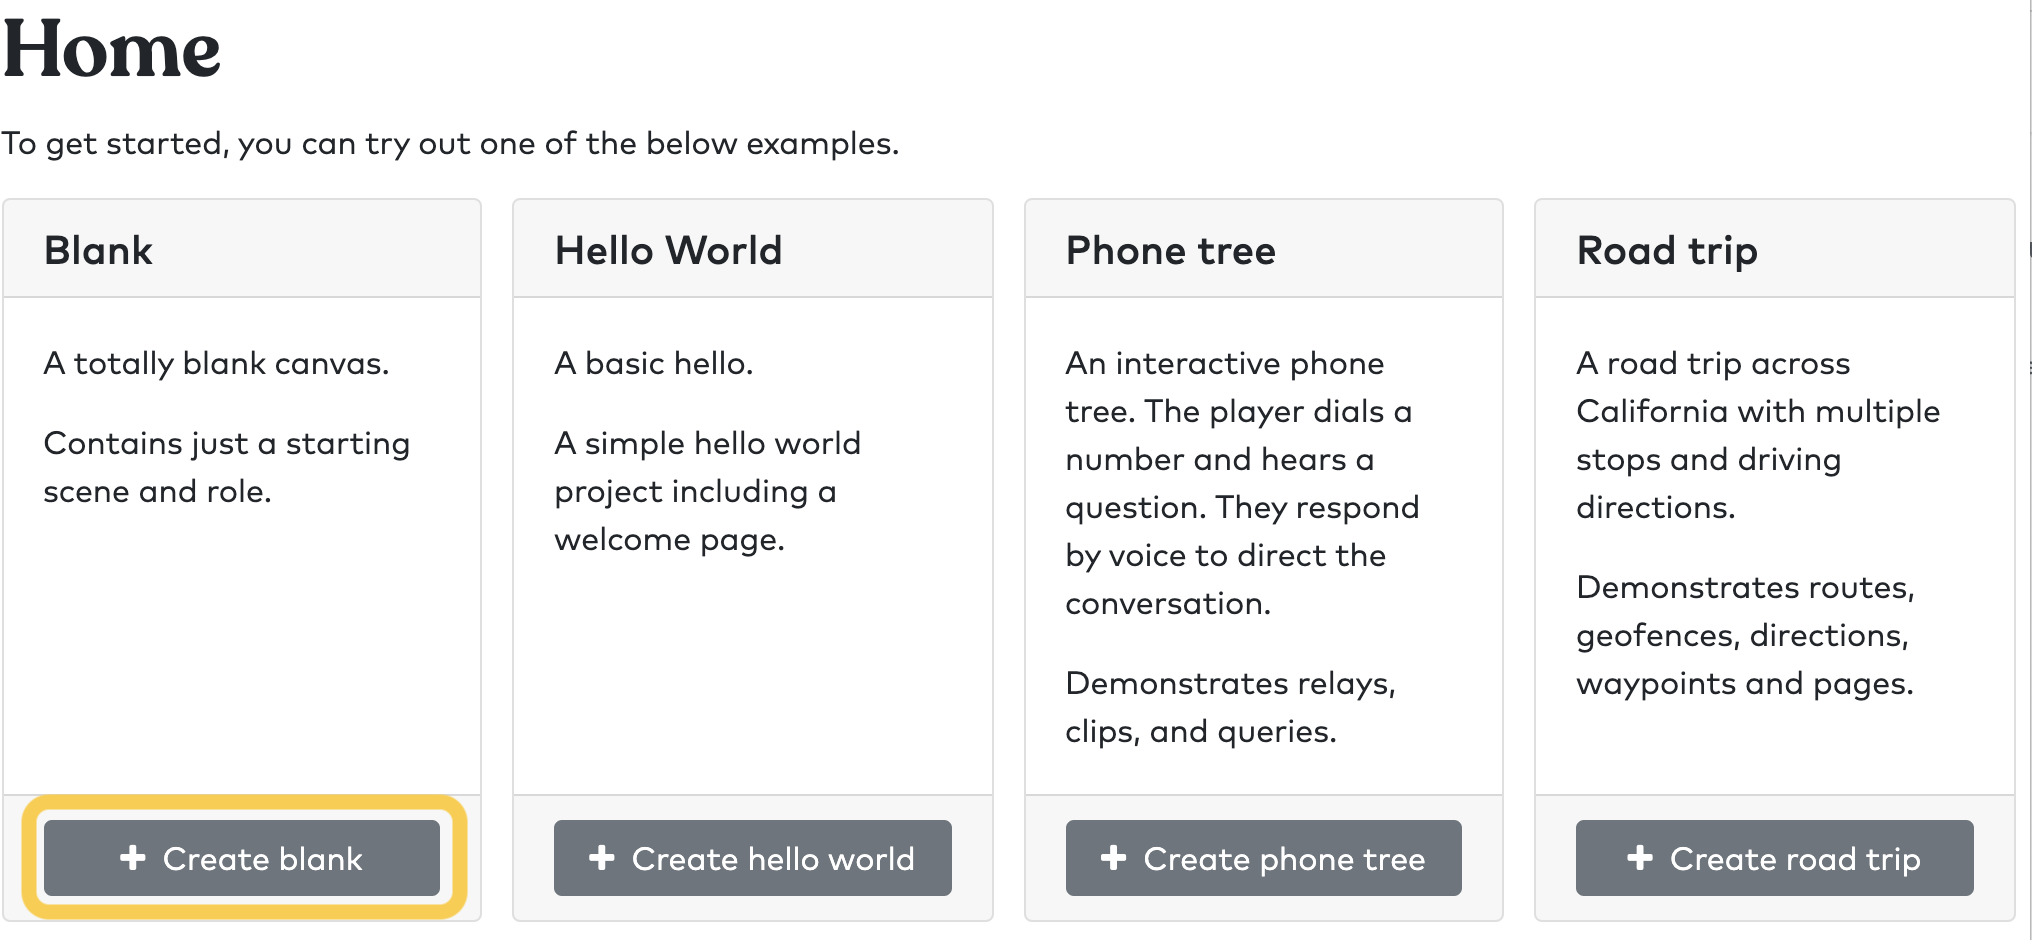 Home
To get started, you can try out one of the below examples.
Blank
A totally blank canvas.
Contains just a starting
scene and role.
+ Create blank
Hello World
A basic hello.
A simple hello world
project including a
welcome page.
+ Create hello world
Phone tree
An interactive phone
tree. The player dials a
number and hears a
question. They respond
by voice to direct the
conversation.
Demonstrates relays,
clips, and queries.
+ Create phone tree
Road trip
A road trip across
California with multiple
stops and driving
directions.
Demonstrates routes,
geofences, directions,
waypoints and pages.
+ Create road trip